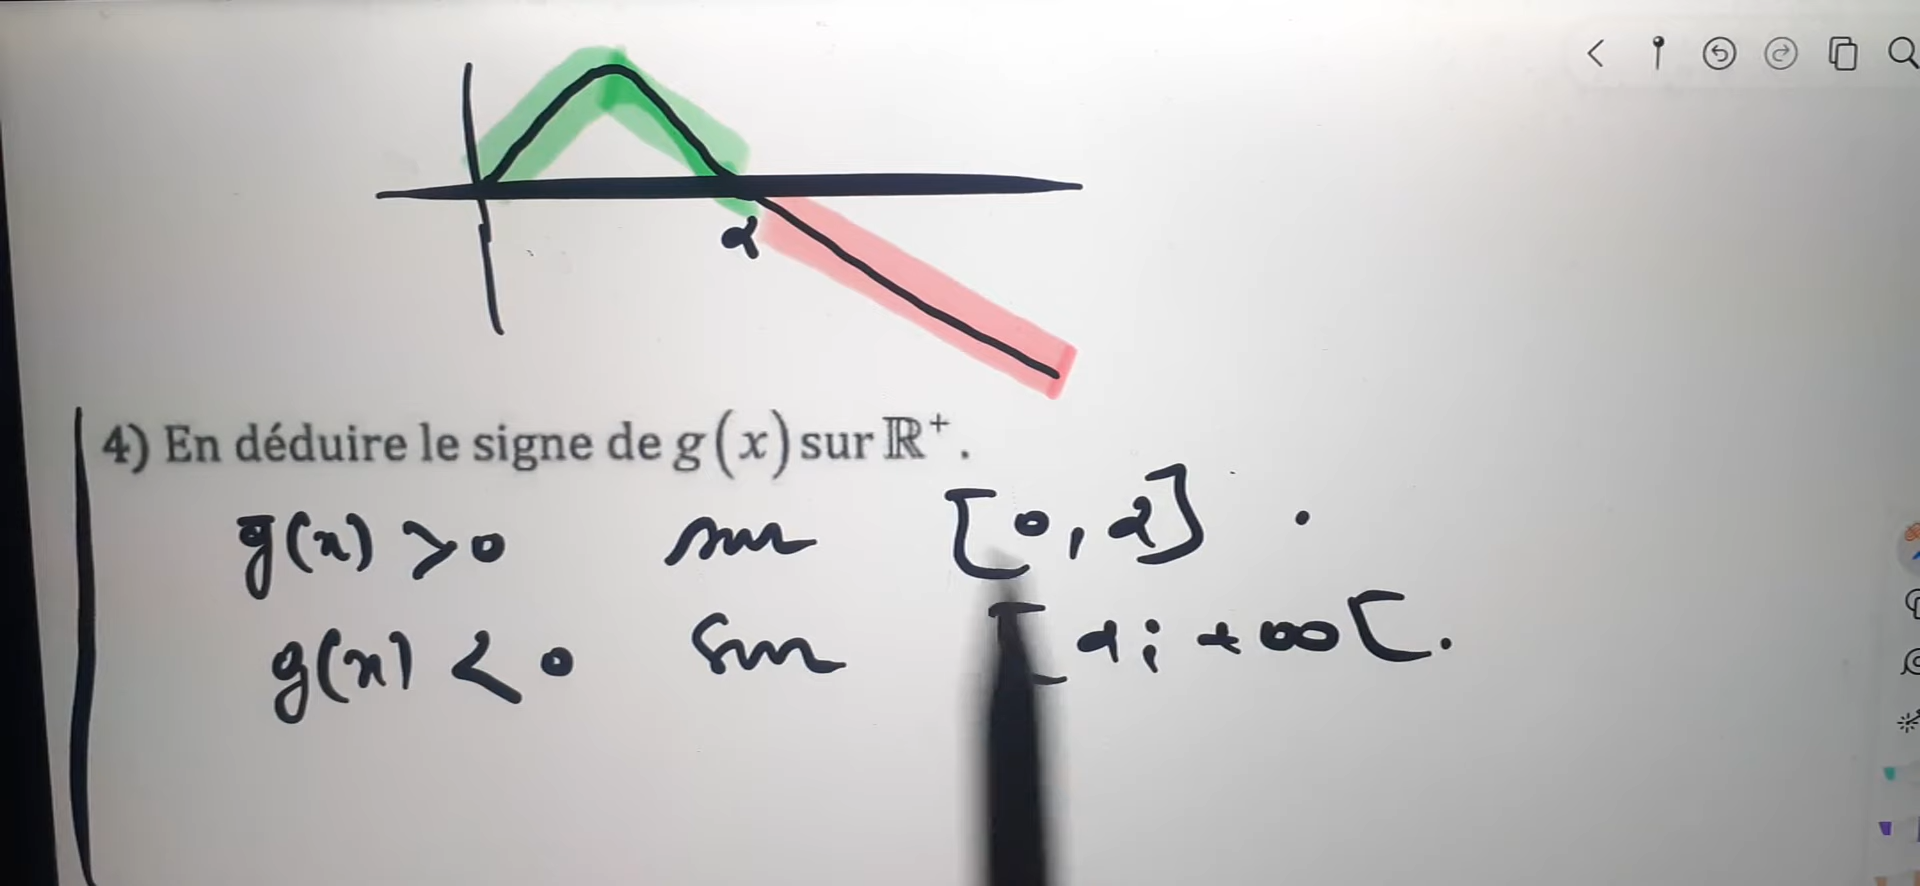 α
4) En déduire le signe de g(x) sur ℝ⁺.
g(x) > 0 sur [0, α] .
g(x) < 0 sur [α; +∞[.